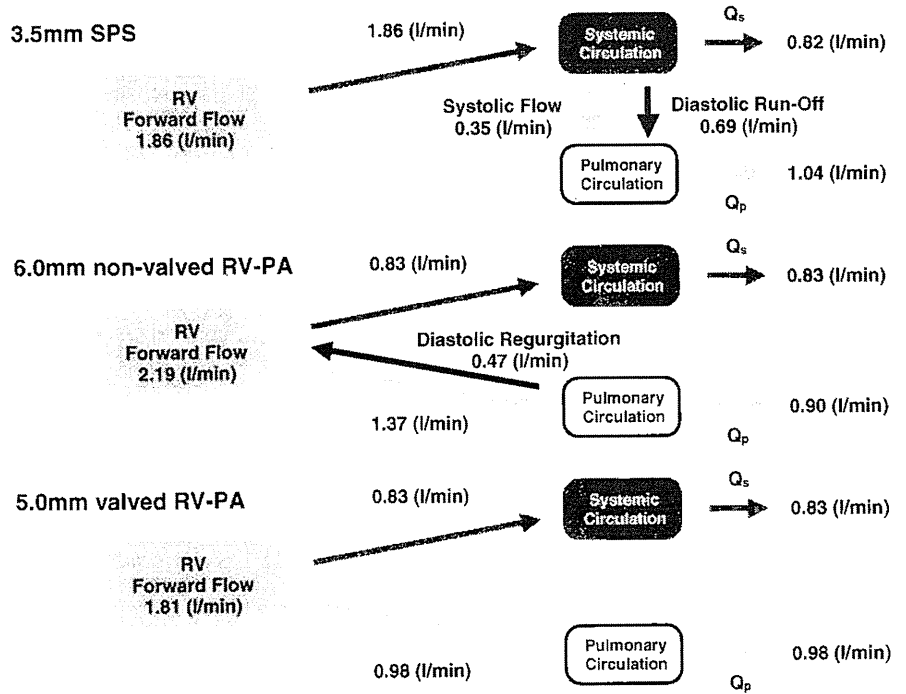 3.5mm SPS
1.86 (l/min)
Systemic
Circulation
Qs
0.82 (l/min)
RV
Forward Flow
1.86 (l/min)
Systolic Flow
0.35 (l/min)
Diastolic Run-Off
0.69 (l/min)
Pulmonary
Circulation
1.04 (l/min)
Qp
6.0mm non-valved RV-PA
0.83 (l/min)
Systemic
Circulation
Qs
0.83 (l/min)
RV
Forward Flow
2.19 (l/min)
Diastolic Regurgitation
0.47 (l/min)
1.37 (l/min)
Pulmonary
Circulation
0.90 (l/min)
Qp
5.0mm valved RV-PA
0.83 (l/min)
Systemic
Circulation
Qs
0.83 (l/min)
RV
Forward Flow
1.81 (l/min)
0.98 (l/min)
Pulmonary
Circulation
0.98 (l/min)
Qp